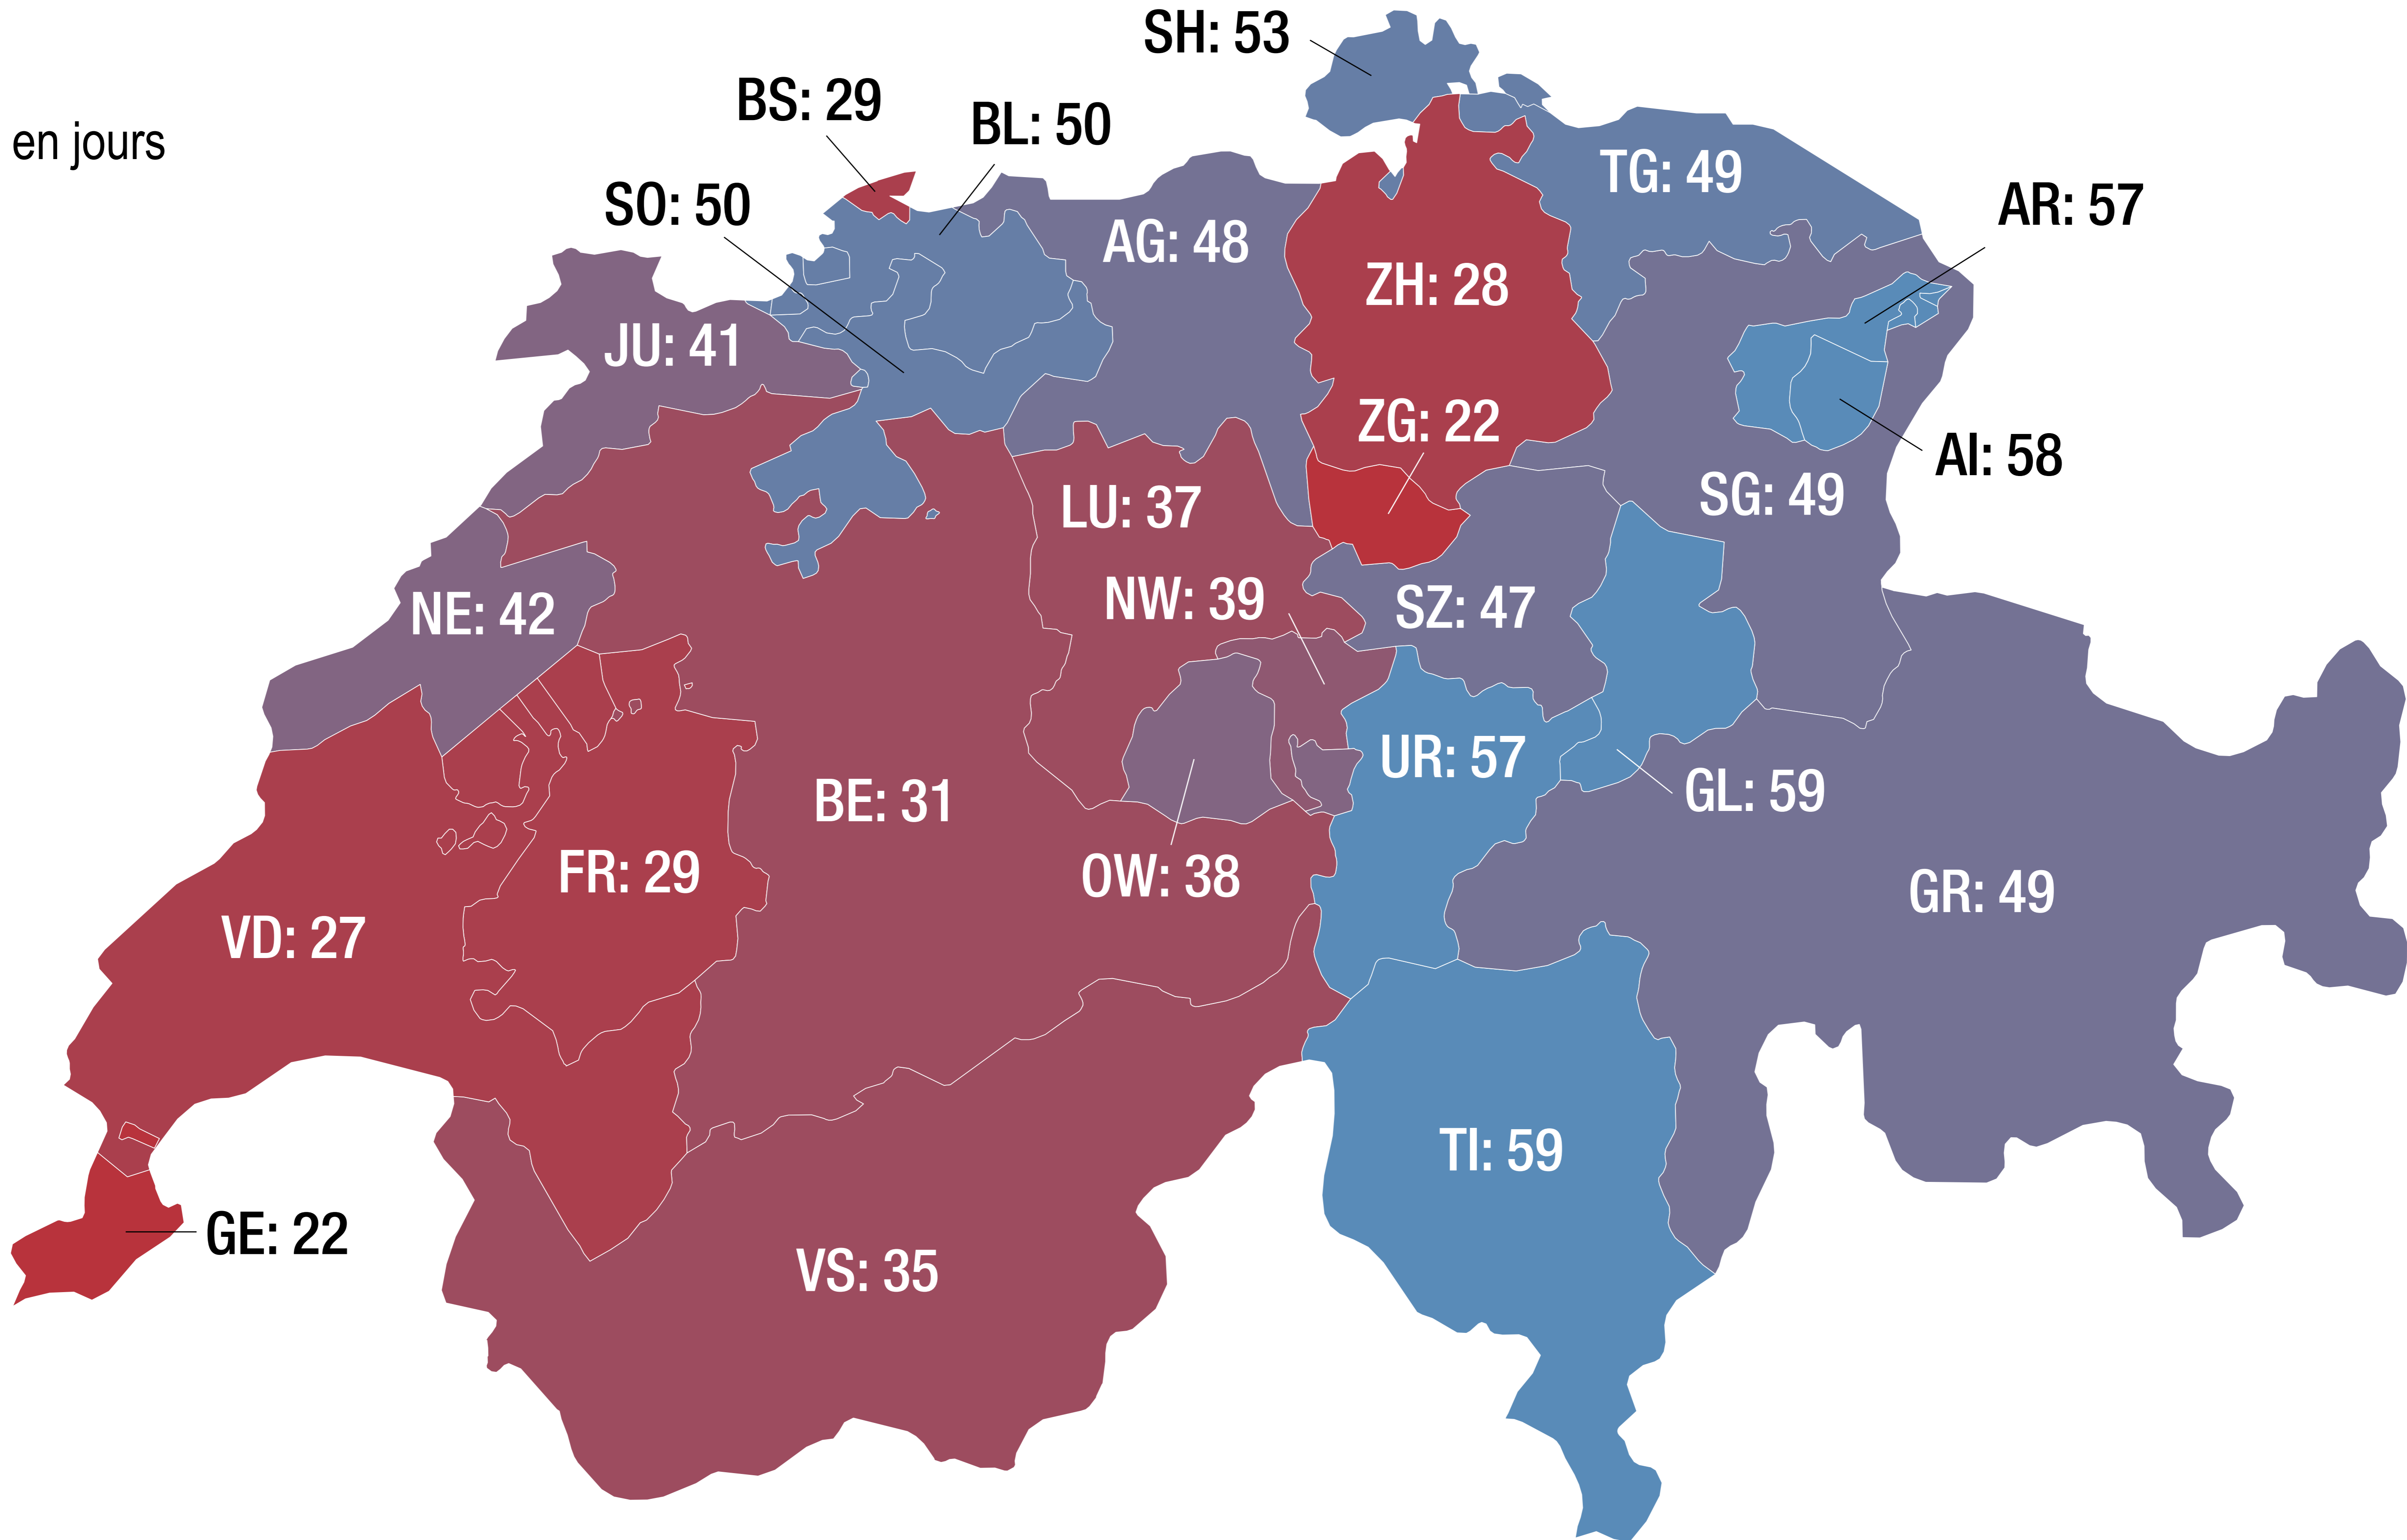 SH: 53
BS: 29
BL: 50
en jours
TG: 49
SO: 50
AR: 57
AG: 48
ZH: 28
JU: 41
ZG: 22
AI: 58
SG: 49
LU: 37
NW: 39
SZ: 47
NE: 42
UR: 57
GL: 59
BE: 31
FR: 29
OW: 38
GR: 49
VD: 27
TI: 59
GE: 22
VS: 35